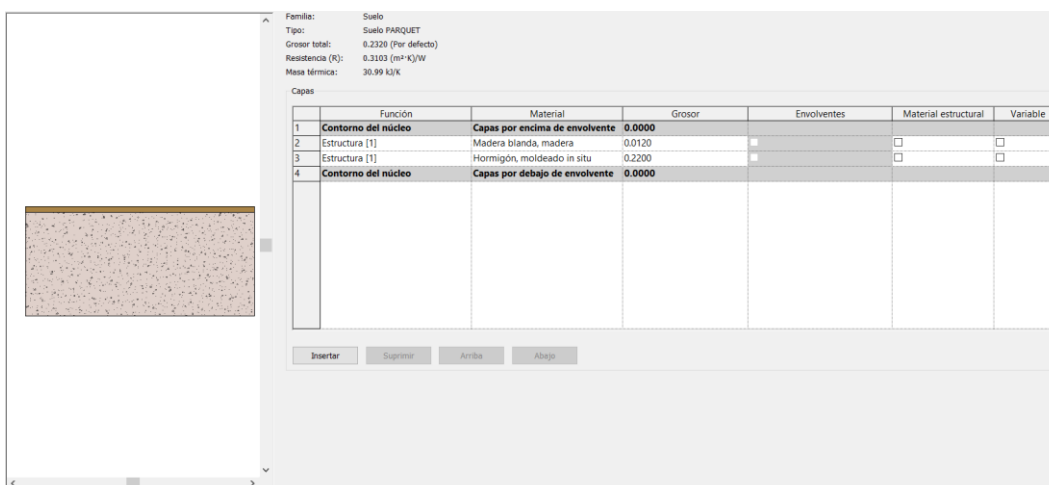 Familia: Suelo
Tipo: Suelo PARQUET
Grosor total: 0.2320 (Por defecto)
Resistencia (R): 0.3103 (m²·K)/W
Masa térmica: 30.99 kJ/K
Capas
Función Material Grosor Envolventes Material estructural Variable
1 Contorno del núcleo Capas por encima de envolvente 0.0000
2 Estructura [1] Madera blanda, madera 0.0120
3 Estructura [1] Hormigón, moldeado in situ 0.2200
4 Contorno del núcleo Capas por debajo de envolvente 0.0000
Insertar Suprimir Arriba Abajo